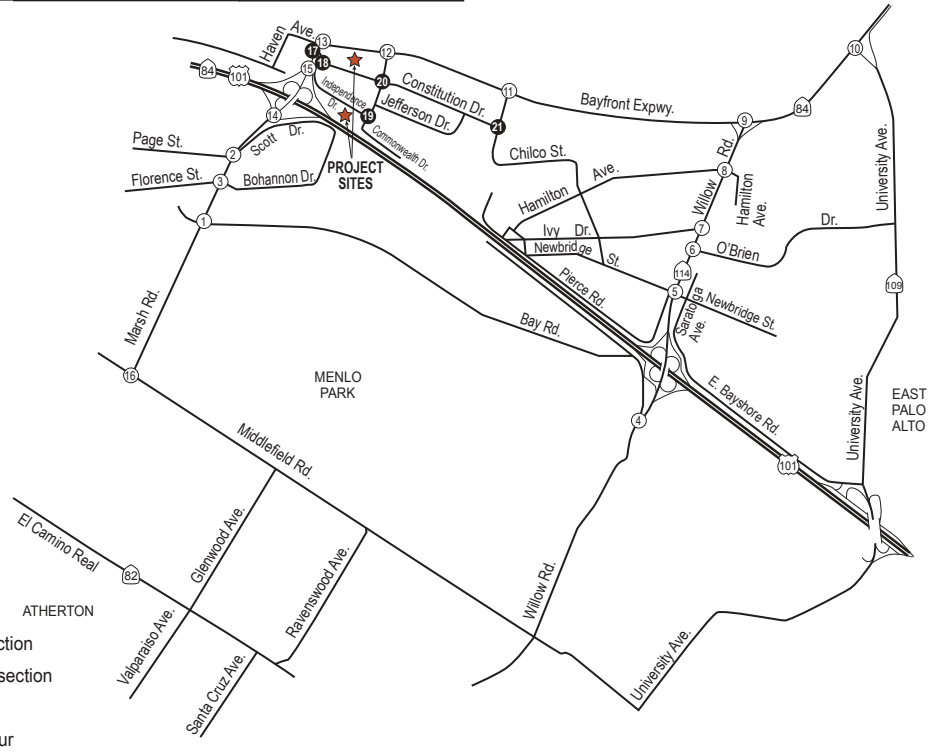 Haven
Ave.
13
17
18
12
10
15
84
101
20
Constitution Dr.
11
Independence
Dr.
Jefferson Dr.
Bayfront Expwy.
84
14
19
21
9
Page St.
2
Scott Dr.
Commonwealth Dr.
Chilco St.
Willow Rd.
University Ave.
PROJECT
SITES
Florence St.
3
Bohannon Dr.
Hamilton Ave.
8
Hamilton
Ave.
1
Ivy Dr.
7
O'Brien Dr.
Newbridge St.
6
114
109
Pierce Rd.
5
Newbridge St.
Saratoga
Ave.
Marsh Rd.
Bay Rd.
16
MENLO
PARK
E. Bayshore Rd.
EAST
PALO
ALTO
4
University Ave.
Middlefield Rd.
101
El Camino Real
Glenwood Ave.
82
Ravenswood Ave.
Willow Rd.
ATHERTON
Valparaiso Ave.
Santa Cruz Ave.
University Ave.
ction
section
ur